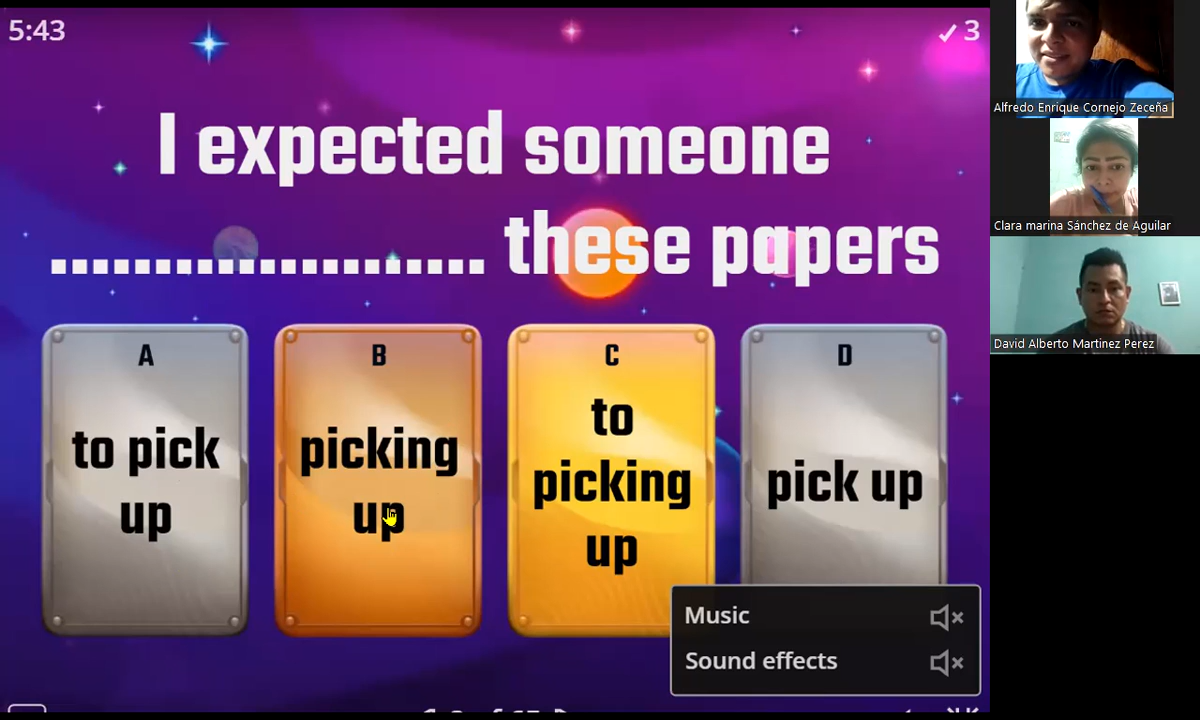 5:43
✓ 3
I expected someone
..................... these papers
A
to pick
up
B
picking
up
C
to
picking
up
D
pick up
Music
Sound effects
Alfredo Enrique Cornejo Zeceña
Clara marina Sánchez de Aguilar
David Alberto Martinez Perez